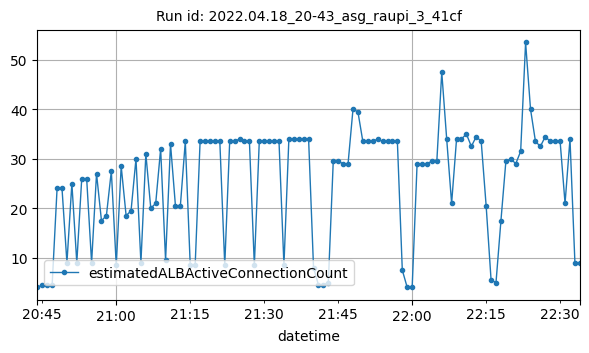 Run id: 2022.04.18_20-43_asg_raupi_3_41cf
50
40
30
20
10
estimatedALBActiveConnectionCount
20:45 21:00 21:15 21:30 21:45 22:00 22:15 22:30
datetime